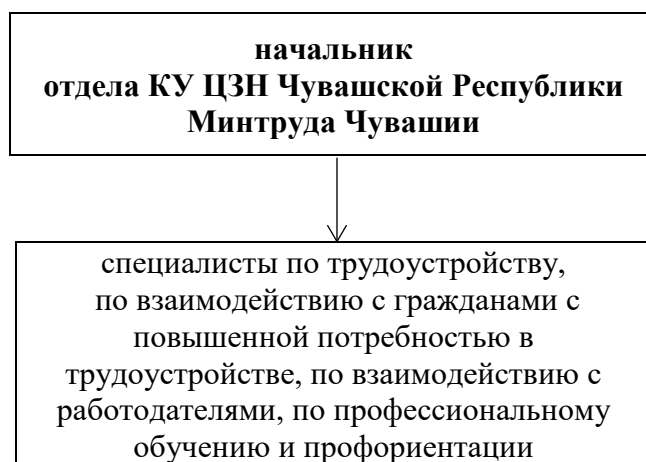 начальник
отдела КУ ЦЗН Чувашской Республики
Минтруда Чувашии
специалисты по трудоустройству,
по взаимодействию с гражданами с
повышенной потребностью в
трудоустройстве, по взаимодействию с
работодателями, по профессиональному
обучению и профориентации